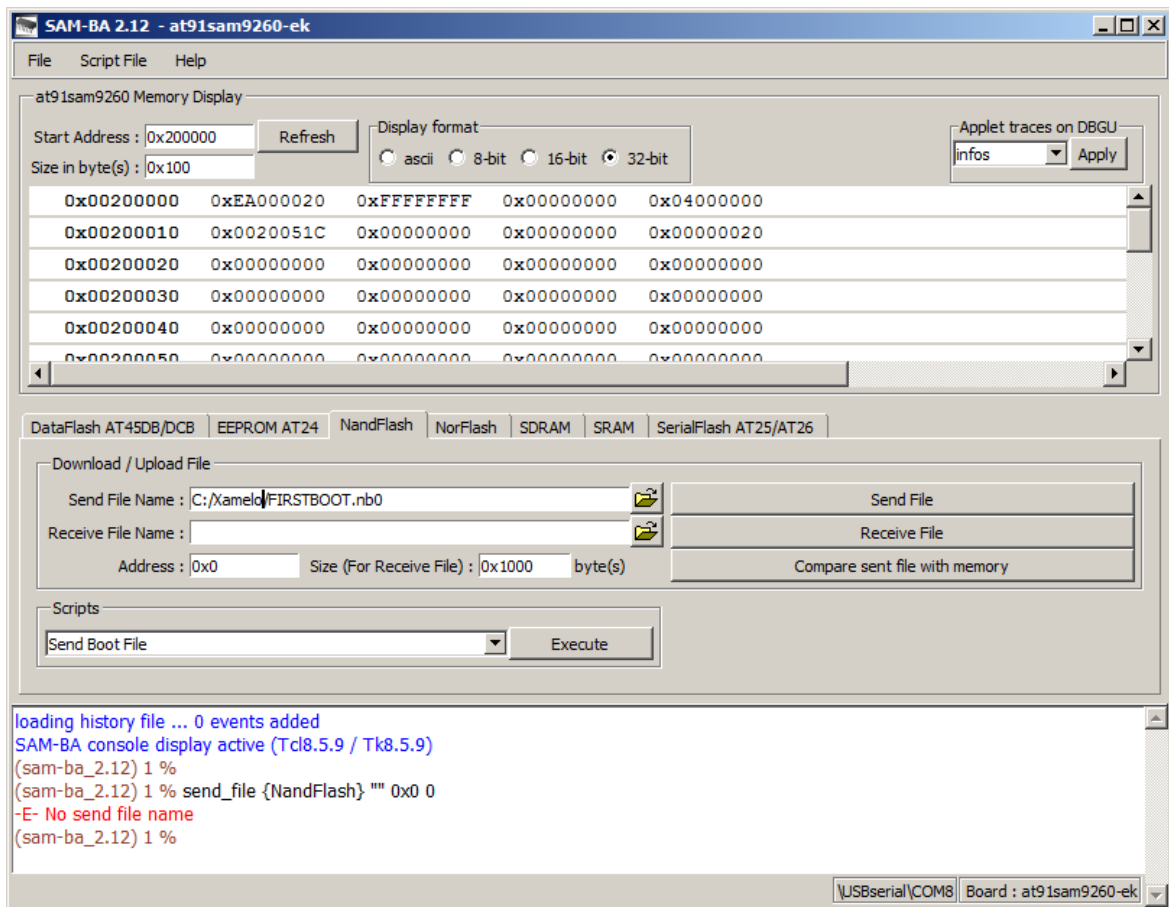 SAM-BA 2.12 - at91sam9260-ek
File Script File Help
at91sam9260 Memory Display
Start Address : 0x200000 Refresh
Size in byte(s) : 0x100
Display format
ascii 8-bit 16-bit 32-bit
Applet traces on DBGU
infos Apply
0x00200000 0xEA000020 0xFFFFFFFF 0x00000000 0x04000000
0x00200010 0x0020051C 0x00000000 0x00000000 0x00000020
0x00200020 0x00000000 0x00000000 0x00000000 0x00000000
0x00200030 0x00000000 0x00000000 0x00000000 0x00000000
0x00200040 0x00000000 0x00000000 0x00000000 0x00000000
0x00200050 0x00000000 0x00000000 0x00000000 0x00000000
DataFlash AT45DB/DCB EEPROM AT24 NandFlash NorFlash SDRAM SRAM SerialFlash AT25/AT26
Download / Upload File
Send File Name : C:/Xamelo/FIRSTBOOT.nb0 Send File
Receive File Name : Receive File
Address : 0x0 Size (For Receive File) : 0x1000 byte(s) Compare sent file with memory
Scripts
Send Boot File Execute
loading history file ... 0 events added
SAM-BA console display active (Tcl8.5.9 / Tk8.5.9)
(sam-ba_2.12) 1 %
(sam-ba_2.12) 1 % send_file {NandFlash} "" 0x0 0
-E- No send file name
(sam-ba_2.12) 1 %
\USBserial\COM8 Board : at91sam9260-ek